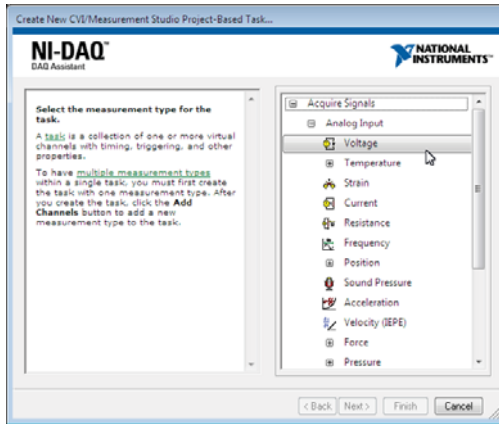 Create New CVI/Measurement Studio Project-Based Task...
NI-DAQ™
DAQ Assistant
NATIONAL
INSTRUMENTS™
Select the measurement type for the
task.
A task is a collection of one or more virtual
channels with timing, triggering, and other
properties.
To have multiple measurement types
within a single task, you must first create
the task with one measurement type. After
you create the task, click the Add
Channels button to add a new
measurement type to the task.
Acquire Signals
Analog Input
Voltage
Temperature
Strain
Current
Resistance
Frequency
Position
Sound Pressure
Acceleration
Velocity (IEPE)
Force
Pressure
< Back
Next >
Finish
Cancel